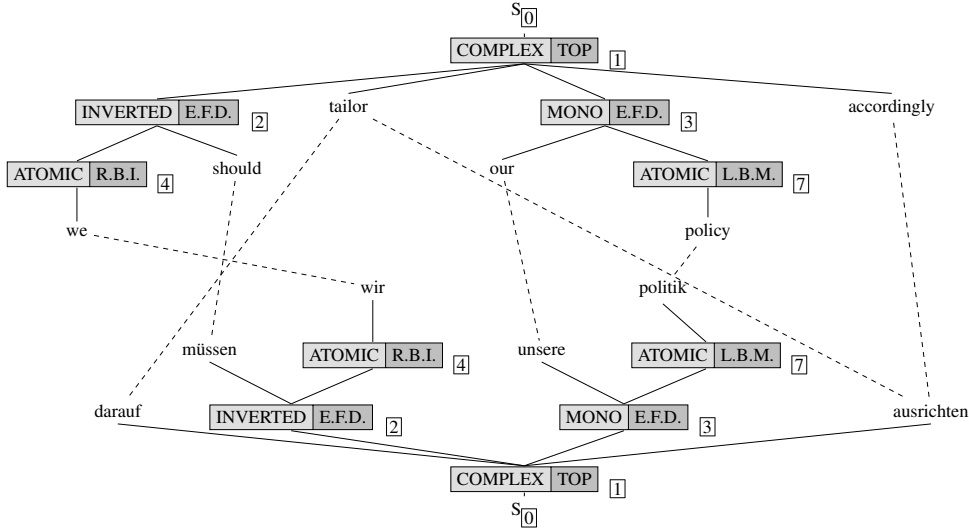 S0
COMPLEX TOP 1
INVERTED E.F.D. 2 tailor MONO E.F.D. 3 accordingly
ATOMIC R.B.I. 4 should our ATOMIC L.B.M. 7
we policy
wir politik
müssen ATOMIC R.B.I. 4 unsere ATOMIC L.B.M. 7
darauf INVERTED E.F.D. 2 MONO E.F.D. 3 ausrichten
COMPLEX TOP 1
S0